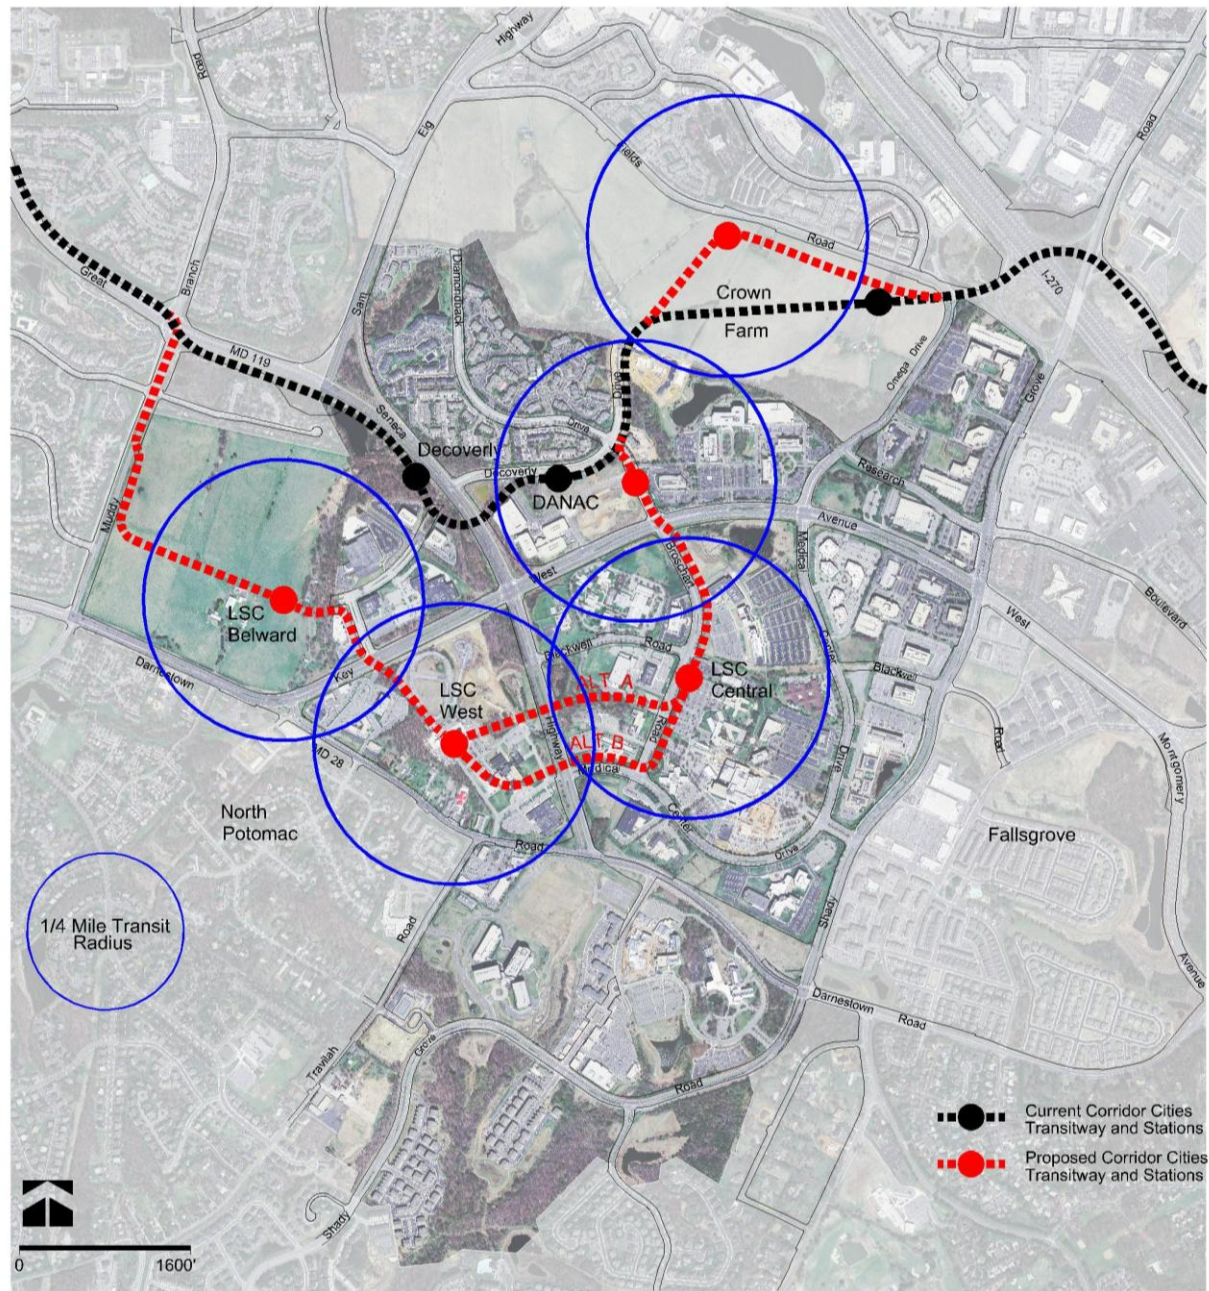 Highway
Road
Road
Eig
Fields
Road
Great
Branch
Sam
Diamondback
Crown
Farm
I-270
MD 119
Omega
Drive
Grove
Seneca
Drive
Decoverly
Decoverly
DANAC
Research
Muddy
Avenue
Medical
West
Broschart
Boulevard
West
LSC
Belward
Blackwell
Road
Center
Key
Darnestown
LSC
Central
LSC
West
ALT. A
Highway
Road
Road
ALT. B
Medical
MD 28
Drive
Montgomery
North
Potomac
Center
Drive
Fallsgrove
Road
Shady
1/4 Mile Transit
Radius
Road
Avenue
Darnestown
Road
Grove
Travilah
Road
Current Corridor Cities
Transitway and Stations
Proposed Corridor Cities
Transitway and Stations
Shady
0
1600'